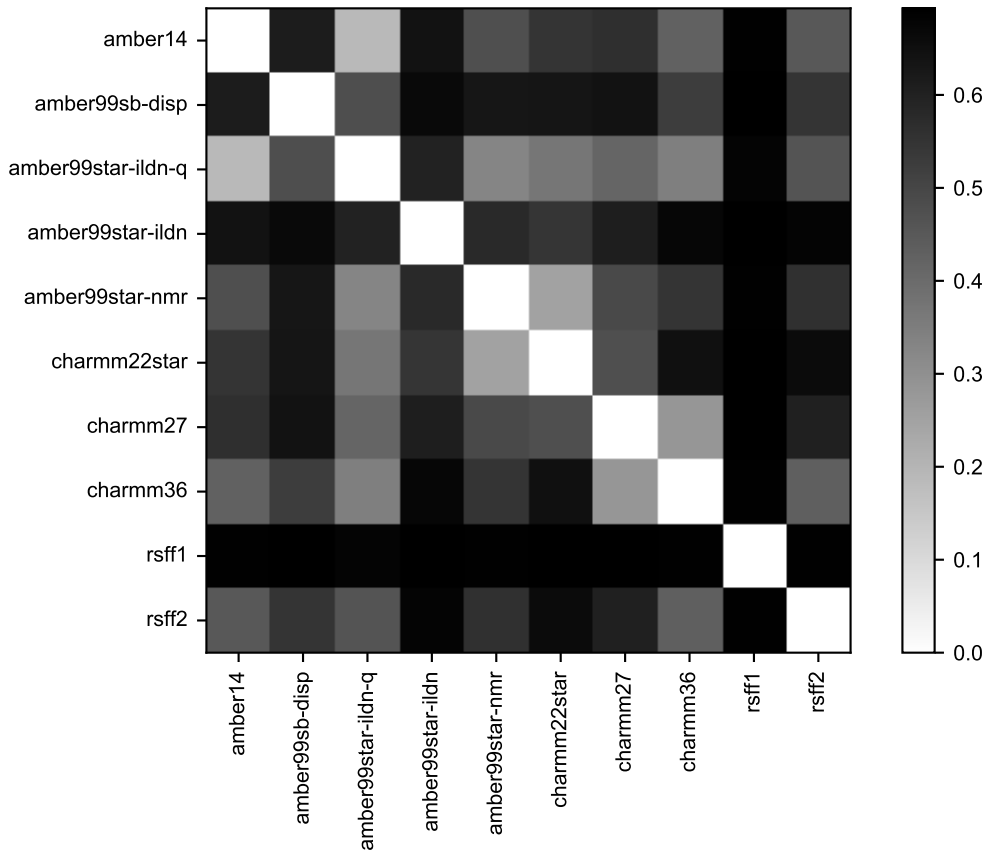 amber14
amber99sb-disp
amber99star-ildn-q
amber99star-ildn
amber99star-nmr
charmm22star
charmm27
charmm36
rsff1
rsff2
amber14
amber99sb-disp
amber99star-ildn-q
amber99star-ildn
amber99star-nmr
charmm22star
charmm27
charmm36
rsff1
rsff2
0.6
0.5
0.4
0.3
0.2
0.1
0.0